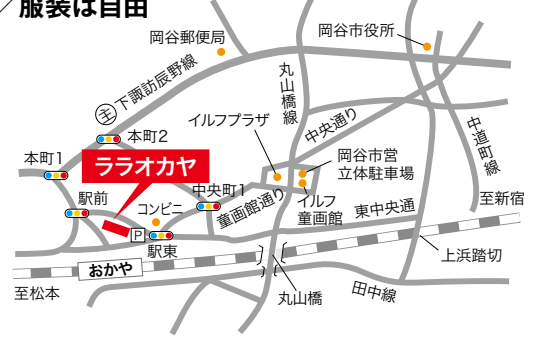 ／服装は自由
岡谷郵便局
岡谷市役所
丸山橋線
主 下諏訪辰野線
イルフプラザ
中央通り
中道町線
本町2
本町1
ララオカヤ
岡谷市営
立体駐車場
駅前
コンビニ
中央町1
童画館通り
イルフ
童画館
東中央通
至新宿
P
駅東
上浜踏切
おかや
至松本
丸山橋
田中線